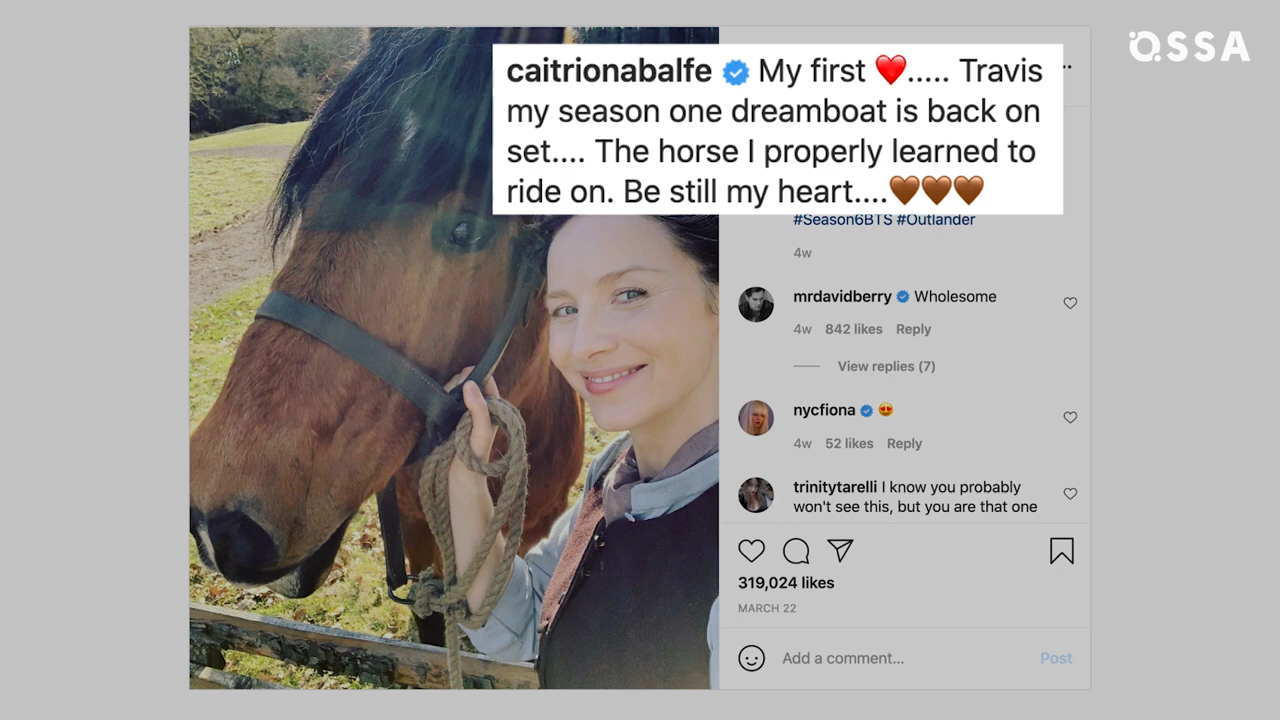 OSSA
caitrionabalfe My first ❤️..... Travis
my season one dreamboat is back on
set.... The horse I properly learned to
ride on. Be still my heart....🤎🤎🤎
#Season6BTS #Outlander
4w
mrdavidberry Wholesome
4w 842 likes Reply
View replies (7)
nycfiona 😍
4w 52 likes Reply
trinitytarelli I know you probably
won't see this, but you are that one
319,024 likes
MARCH 22
Add a comment... Post